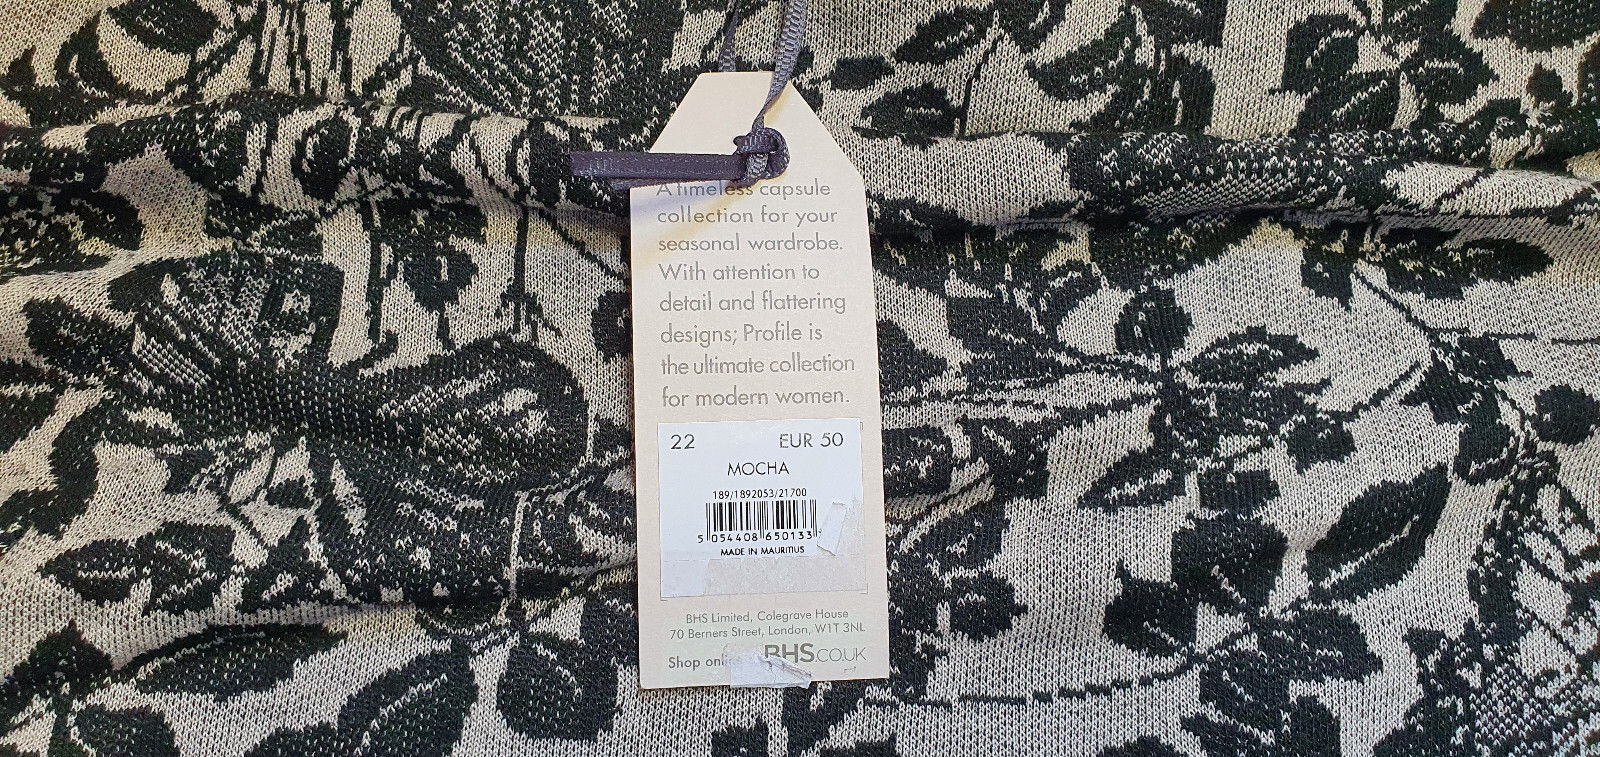 A timeless capsule
collection for your
seasonal wardrobe.
With attention to
detail and flattering
designs; Profile is
the ultimate collection
for modern women.
22 EUR 50
MOCHA
189/1892053/21700
5 054408 650133
MADE IN MAURITIUS
BHS Limited, Colegrave House
70 Berners Street, London, W1T 3NL
Shop BHS.CO.UK